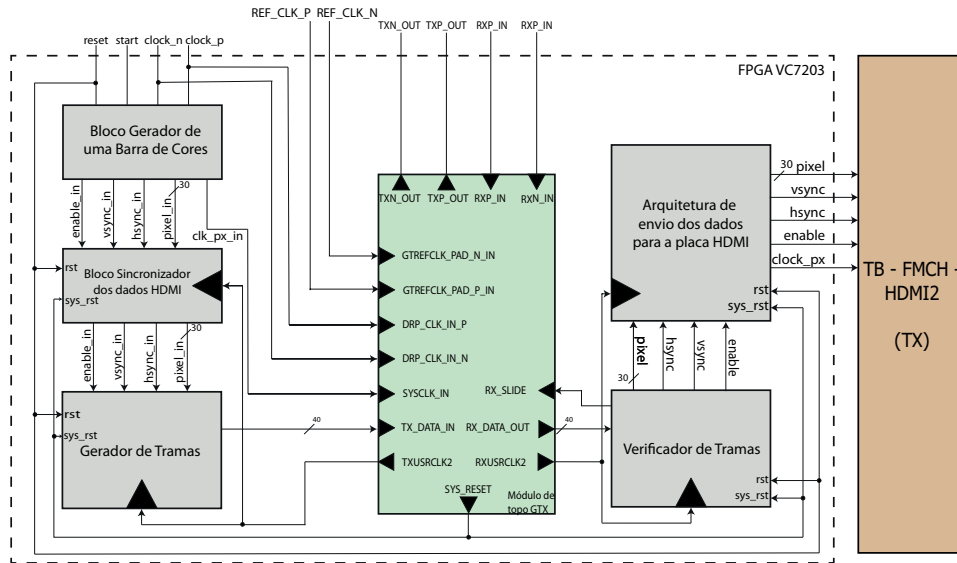 REF_CLK_P REF_CLK_N
TXN_OUT TXP_OUT RXP_IN RXP_IN
reset start clock_n clock_p
FPGA VC7203
Bloco Gerador de
uma Barra de Cores
enable_in
vsync_in
hsync_in
pixel_in
30
clk_px_in
rst
Bloco Sincronizador
dos dados HDMI
sys_rst
enable_in
vsync_in
hsync_in
pixel_in
30
rst
sys_rst
Gerador de Tramas
40
TXN_OUT TXP_OUT RXP_IN RXN_IN
GTREFCLK_PAD_N_IN
GTREFCLK_PAD_P_IN
DRP_CLK_IN_P
DRP_CLK_IN_N
SYSCLK_IN
RX_SLIDE
TX_DATA_IN
RX_DATA_OUT
40
TXUSRCLK2
RXUSRCLK2
SYS_RESET
Módulo de
topo GTX
Arquitetura de
envio dos dados
para a placa HDMI
rst
sys_rst
30 pixel
vsync
hsync
enable
clock_px
pixel
hsync
vsync
enable
30
Verificador de Tramas
rst
sys_rst
TB - FMCH -
HDMI2
(TX)